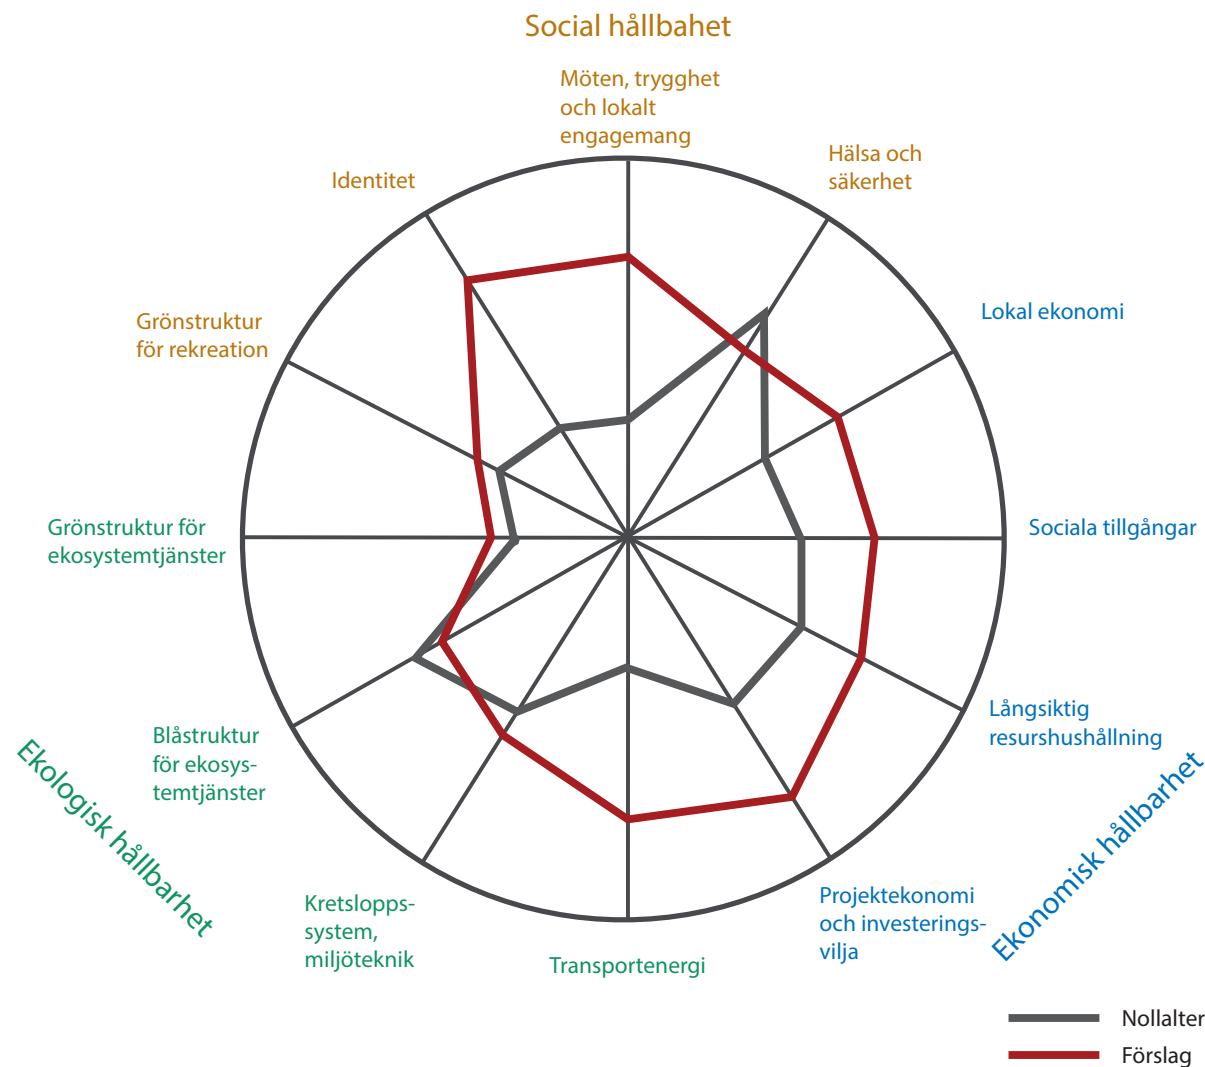 Social hållbahet
Möten, trygghet
och lokalt
engagemang
Hälsa och
säkerhet
Identitet
Lokal ekonomi
Grönstruktur
för rekreation
Grönstruktur för
ekosystemtjänster
Sociala tillgångar
Långsiktig
resurshushållning
Blåstruktur
för ekosys-
temtjänster
Ekologisk hållbarhet
Ekonomisk hållbarhet
Projektekonomi
och investerings-
vilja
Kretslopps-
system,
miljöteknik
Transportenergi
Nollalter
Förslag